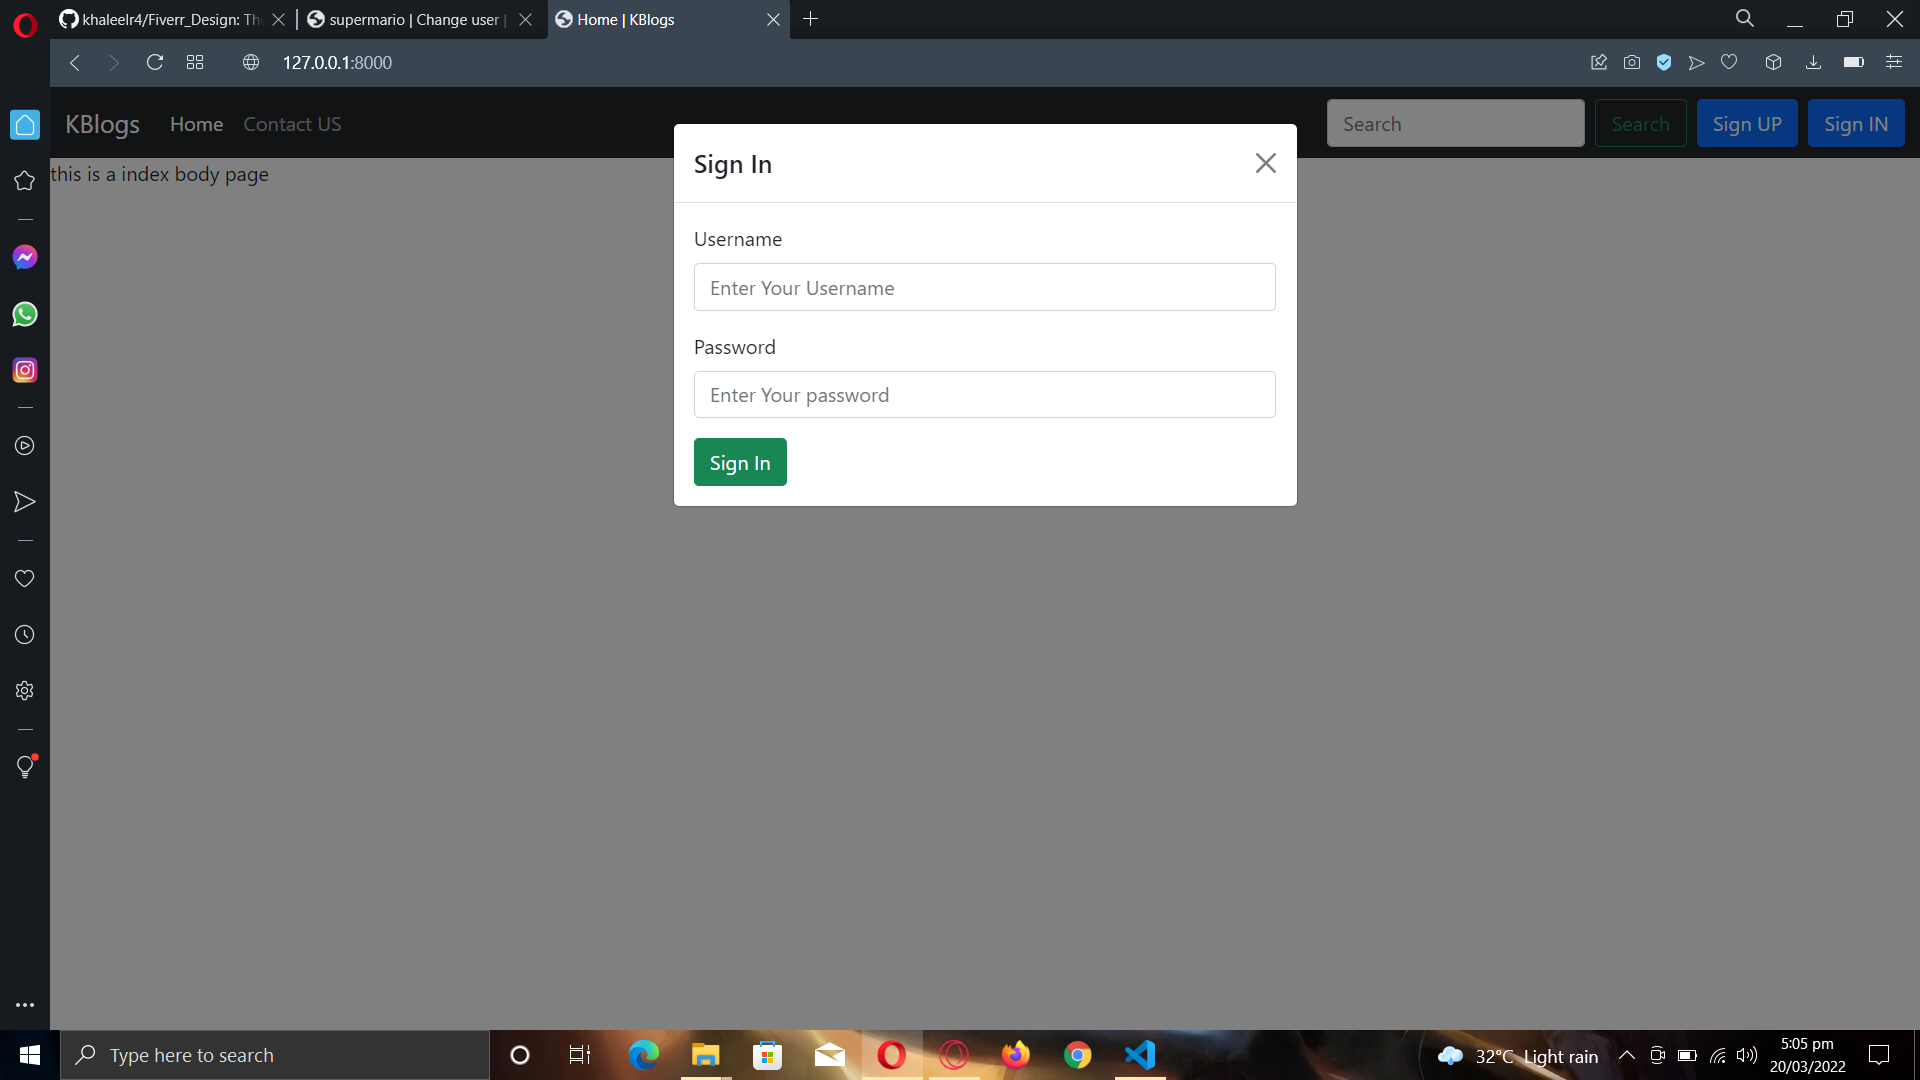 khaleelr4/Fiverr_Design: Th
supermario | Change user |
Home | KBlogs
127.0.0.1:8000
KBlogs
Home
Contact US
Search
Search
Sign UP
Sign IN
this is a index body page
Sign In
Username
Enter Your Username
Password
Enter Your password
Sign In
Type here to search
32°C Light rain
5:05 pm
20/03/2022